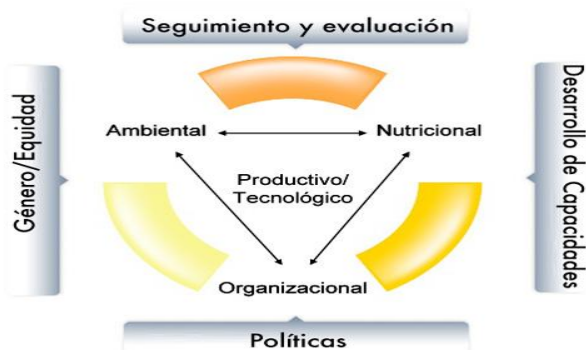 Seguimiento y evaluación
Género/Equidad
Ambiental
Nutricional
Productivo/
Tecnológico
Organizacional
Desarrollo de Capacidades
Políticas